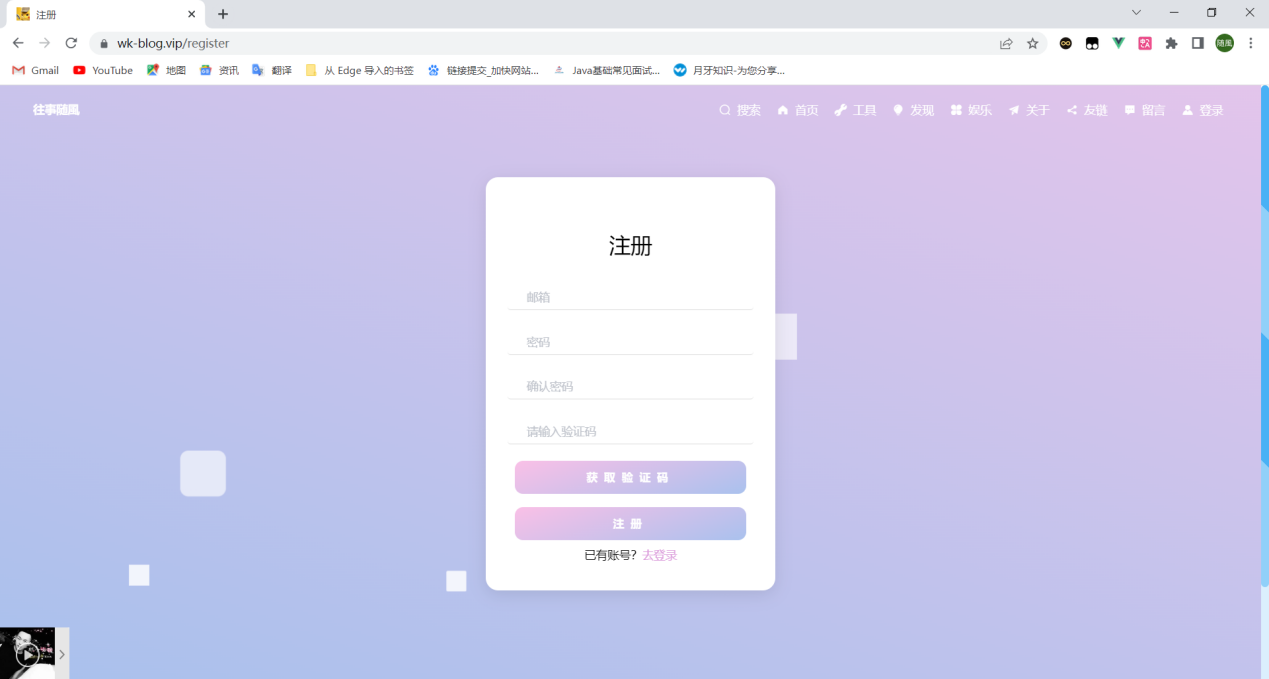 注册
wk-blog.vip/register
随風
Gmail YouTube 地图 资讯 翻译 从 Edge 导入的书签 链接提交_加快网站... Java基础常见面试... 月牙知识-为您分享...
往事随風 搜索 首页 工具 发现 娱乐 关于 友链 留言 登录
注册
邮箱
密码
确认密码
请输入验证码
获取验证码
注册
已有账号? 去登录